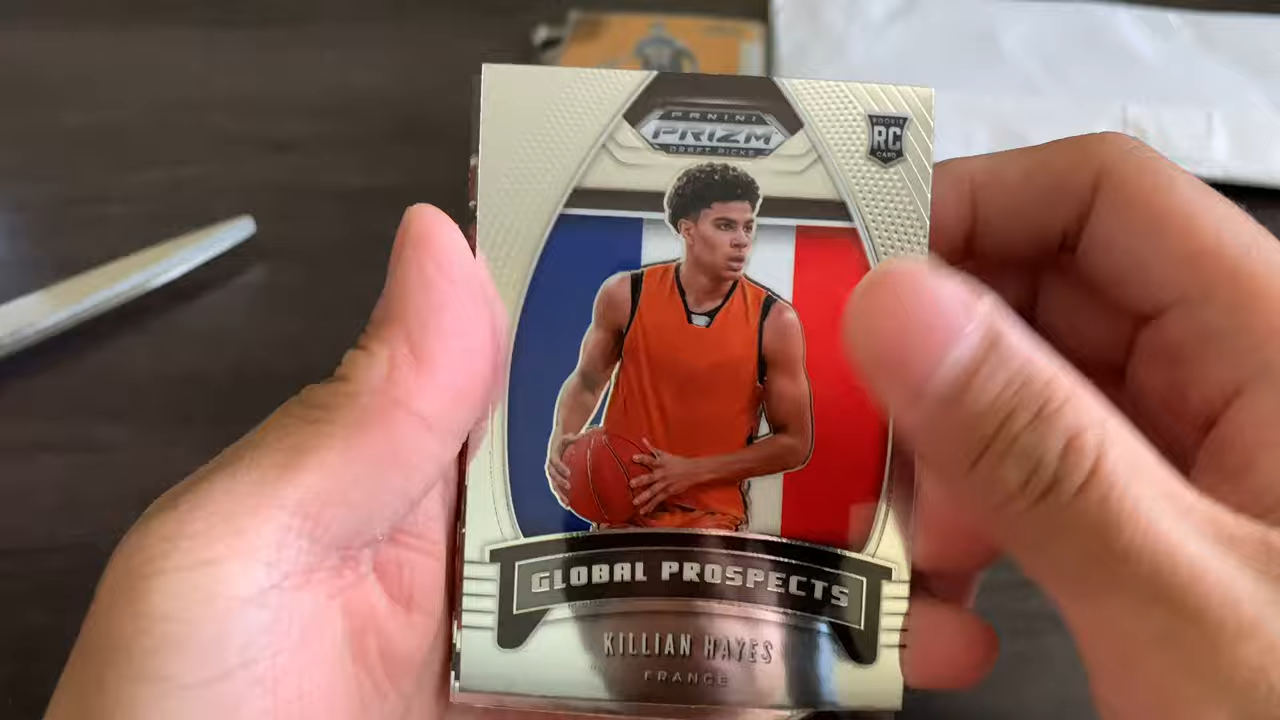 PANINI
PRIZM
DRAFT PICKS
ROOKIE
RC
CARD
GLOBAL PROSPECTS
KILLIAN HAYES
FRANCE